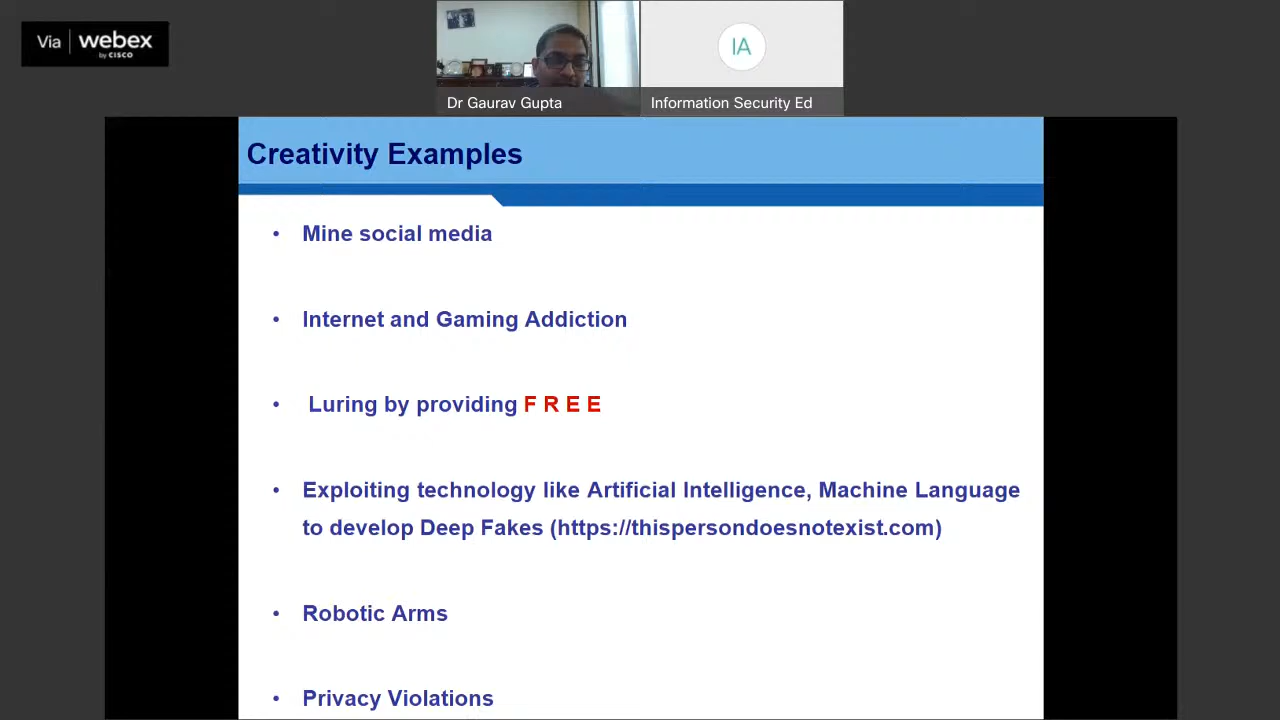 Via webex
by CISCO
IA
Dr Gaurav Gupta
Information Security Ed
Creativity Examples
• Mine social media
• Internet and Gaming Addiction
• Luring by providing F R E E
• Exploiting technology like Artificial Intelligence, Machine Language
to develop Deep Fakes (https://thispersondoesnotexist.com)
• Robotic Arms
• Privacy Violations